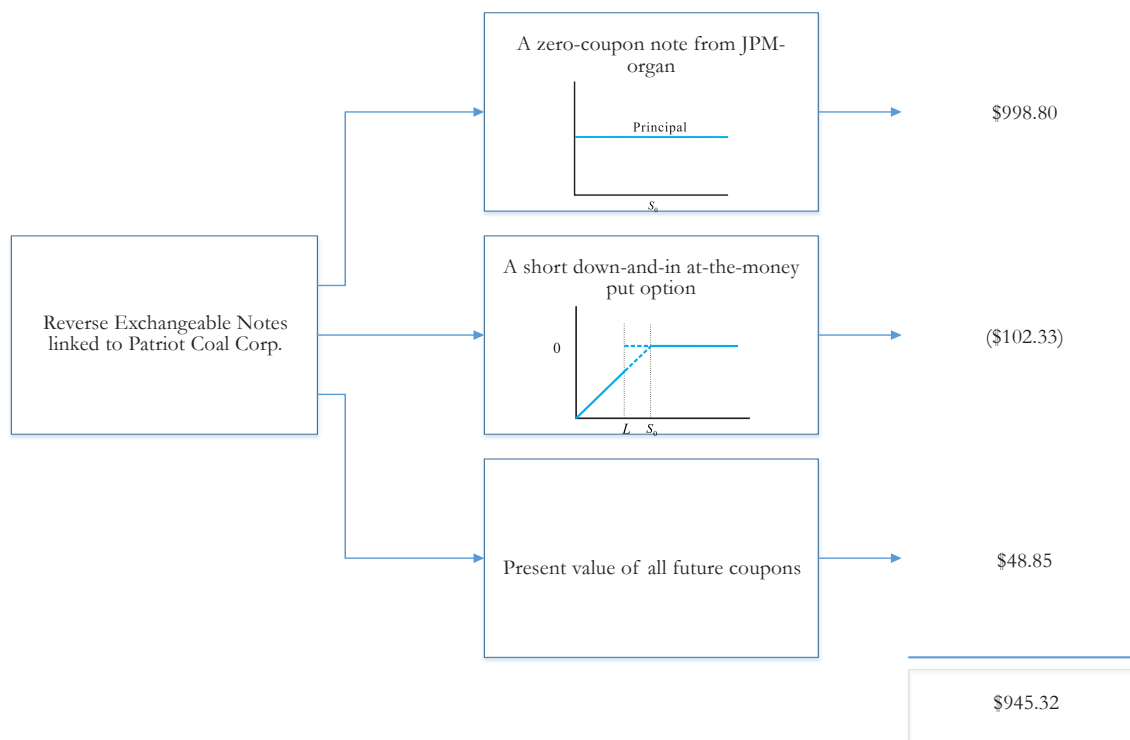 A zero-coupon note from JPM-
organ
Principal
S₀
$998.80
Reverse Exchangeable Notes
linked to Patriot Coal Corp.
A short down-and-in at-the-money
put option
0
L S₀
($102.33)
Present value of all future coupons
$48.85
$945.32